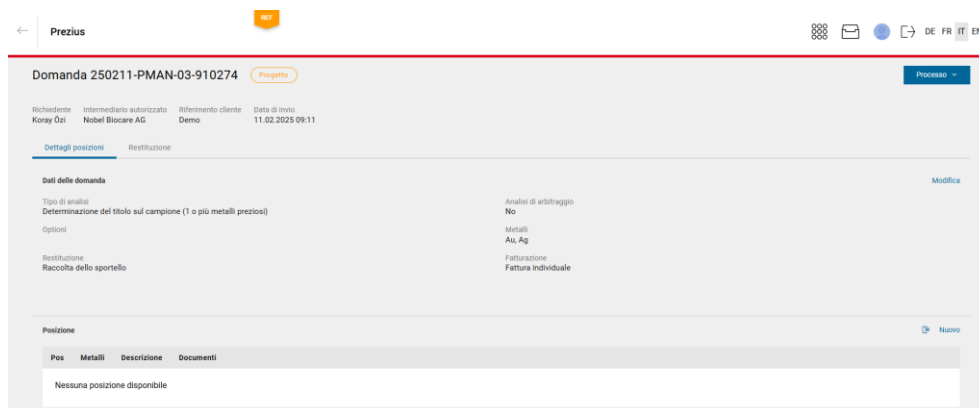 REF
Prezius
DE FR IT EN
Domanda 250211-PMAN-03-910274 Progetto
Processo
Richiedente Intermediario autorizzato Riferimento cliente Data di invio
Koray Özi Nobel Biocare AG Demo 11.02.2025 09:11
Dettagli posizioni Restituzione
Dati delle domanda Modifica
Tipo di analisi Analisi di arbitraggio
Determinazione del titolo sul campione (1 o più metalli preziosi) No
Optioni Metalli
Au, Ag
Restituzione Fatturazione
Raccolta dello sportello Fattura individuale
Posizione Nuovo
Pos Metalli Descrizione Documenti
Nessuna posizione disponibile